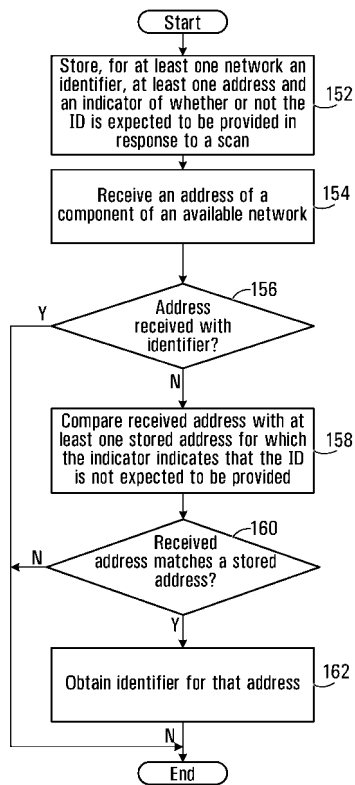 Start
Store, for at least one network an
identifier, at least one address and
an indicator of whether or not the
ID is expected to be provided in
response to a scan
152
Receive an address of a
component of an available network
154
156
Y
Address
received with
identifier?
N
Compare received address with at
least one stored address for which
the indicator indicates that the ID
is not expected to be provided
158
160
N
Received
address matches a stored
address?
Y
Obtain identifier for that address
162
N
End